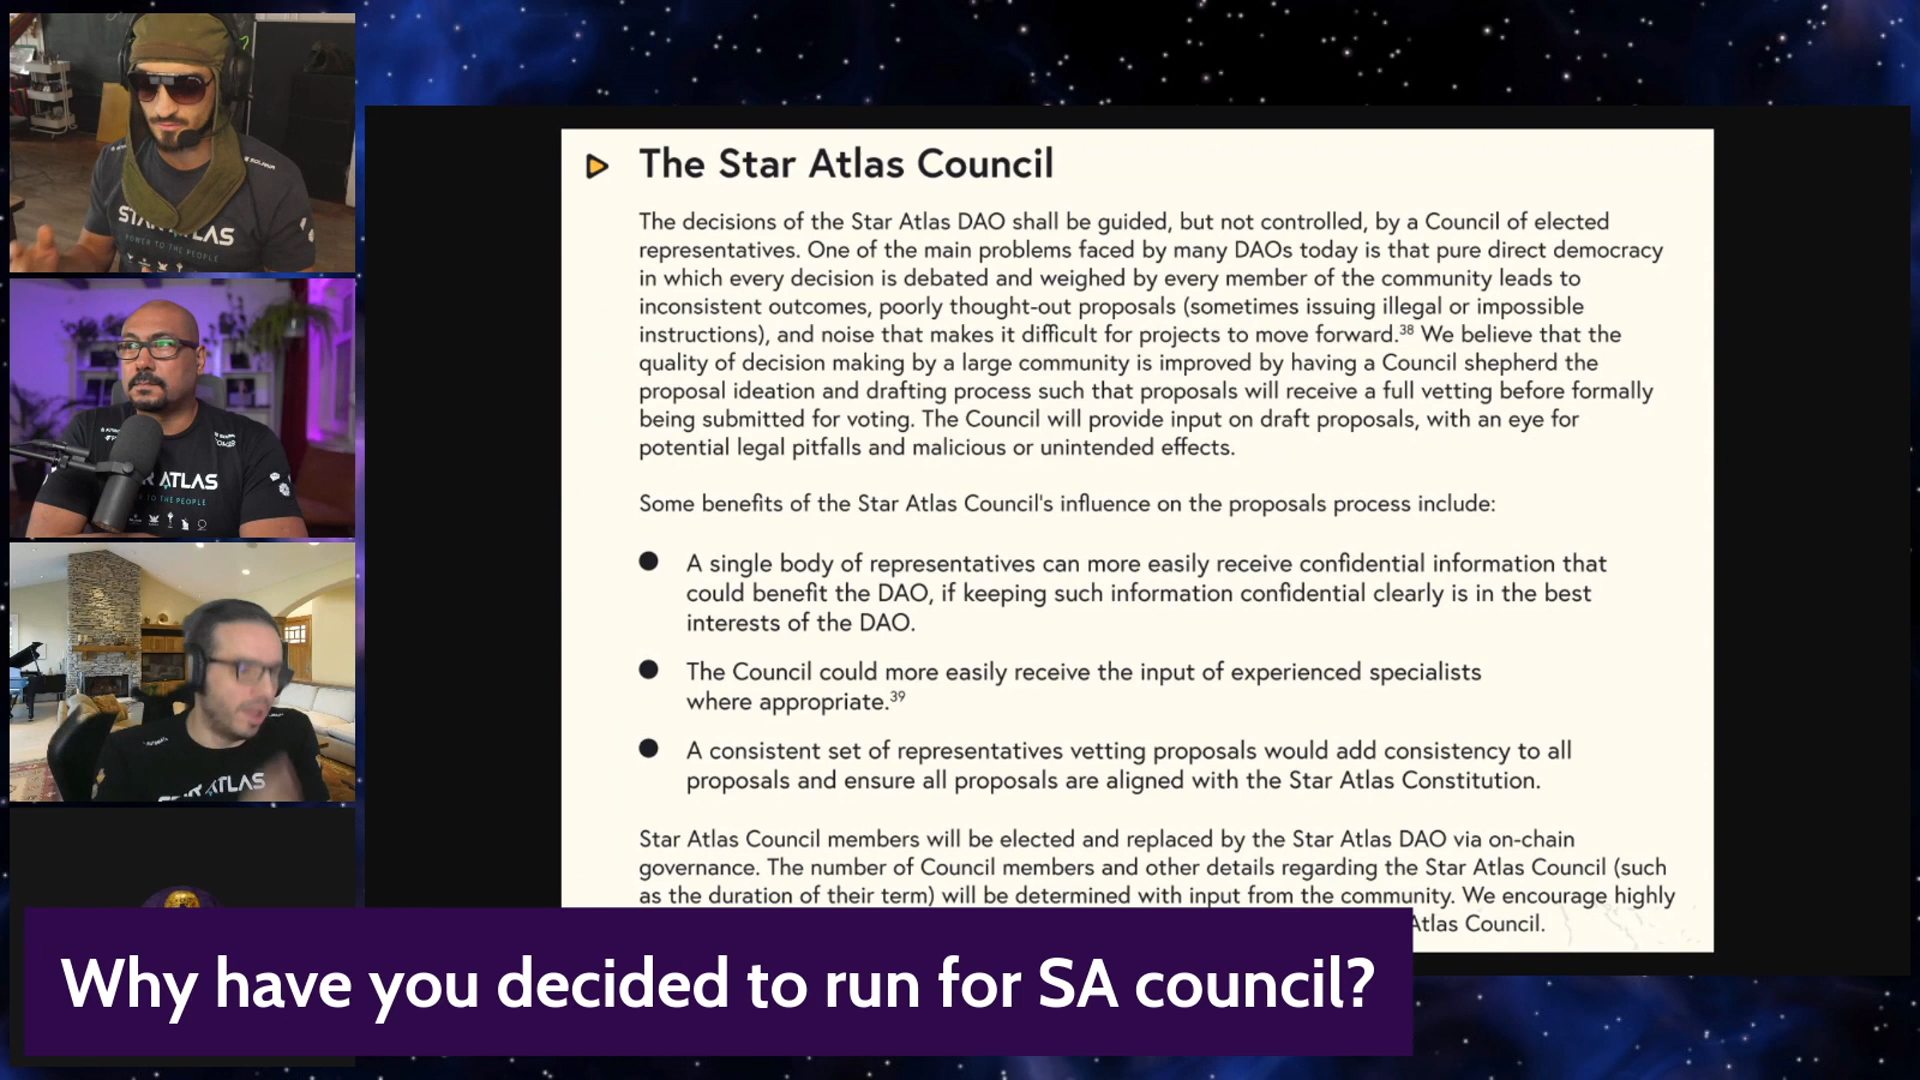 The Star Atlas Council
The decisions of the Star Atlas DAO shall be guided, but not controlled, by a Council of elected
representatives. One of the main problems faced by many DAOs today is that pure direct democracy
in which every decision is debated and weighed by every member of the community leads to
inconsistent outcomes, poorly thought-out proposals (sometimes issuing illegal or impossible
instructions), and noise that makes it difficult for projects to move forward.³⁸ We believe that the
quality of decision making by a large community is improved by having a Council shepherd the
proposal ideation and drafting process such that proposals will receive a full vetting before formally
being submitted for voting. The Council will provide input on draft proposals, with an eye for
potential legal pitfalls and malicious or unintended effects.
Some benefits of the Star Atlas Council's influence on the proposals process include:
● A single body of representatives can more easily receive confidential information that
could benefit the DAO, if keeping such information confidential clearly is in the best
interests of the DAO.
● The Council could more easily receive the input of experienced specialists
where appropriate.³⁹
● A consistent set of representatives vetting proposals would add consistency to all
proposals and ensure all proposals are aligned with the Star Atlas Constitution.
Star Atlas Council members will be elected and replaced by the Star Atlas DAO via on-chain
governance. The number of Council members and other details regarding the Star Atlas Council (such
as the duration of their term) will be determined with input from the community. We encourage highly
Atlas Council.
Why have you decided to run for SA council?
STAR ATLAS
POWER TO THE PEOPLE
SOLANA
ATLAS
TO THE PEOPLE
ATLAS